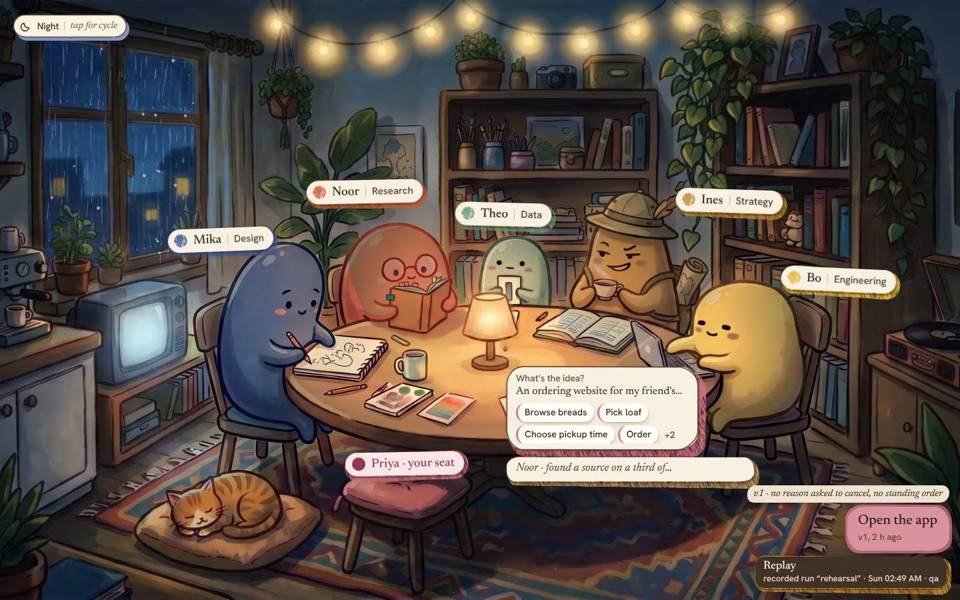 Night | tap for cycle
Noor | Research
Ines | Strategy
Theo | Data
Mika | Design
Bo | Engineering
What's the idea?
An ordering website for my friend's...
Browse breads
Pick loaf
Choose pickup time
Order
+2
Priya · your seat
Noor · found a source on a third of...
v1 · no reason asked to cancel, no standing order
Open the app
v1, 2 h ago
Replay
recorded run "rehearsal" · Sun 02:49 AM · qa